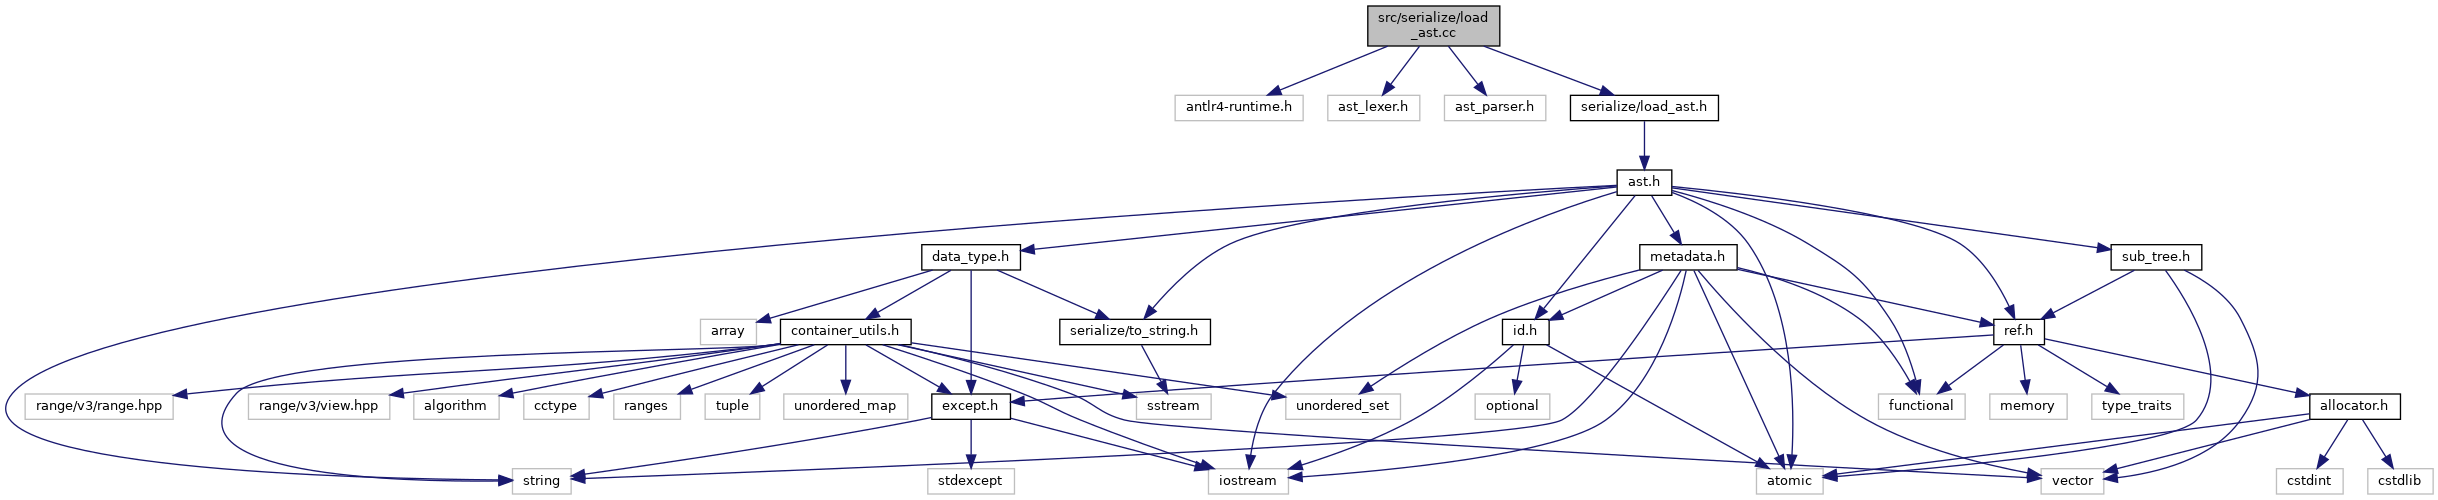 src/serialize/load
_ast.cc
antlr4-runtime.h
ast_lexer.h
ast_parser.h
serialize/load_ast.h
ast.h
data_type.h
metadata.h
sub_tree.h
array
container_utils.h
serialize/to_string.h
id.h
ref.h
range/v3/range.hpp
range/v3/view.hpp
algorithm
cctype
ranges
tuple
unordered_map
except.h
sstream
unordered_set
optional
functional
memory
type_traits
allocator.h
string
stdexcept
iostream
atomic
vector
cstdint
cstdlib